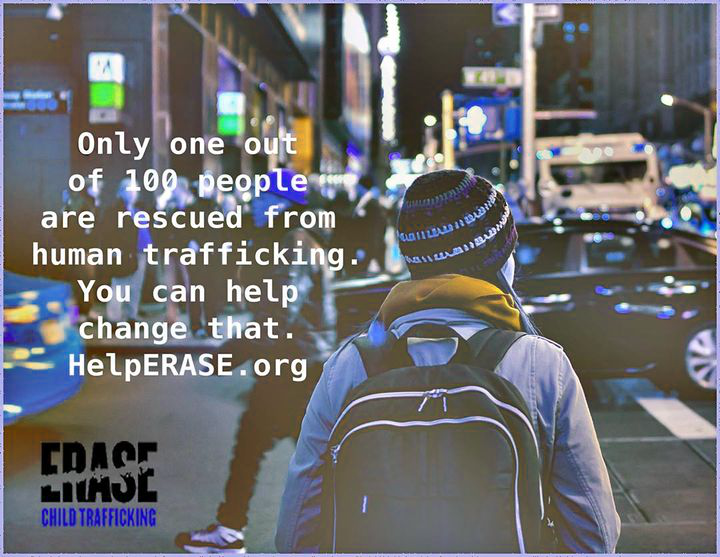 Only one out
of 100 people
are rescued from
human trafficking.
You can help
change that.
HelpERASE.org
ERASE
CHILD TRAFFICKING